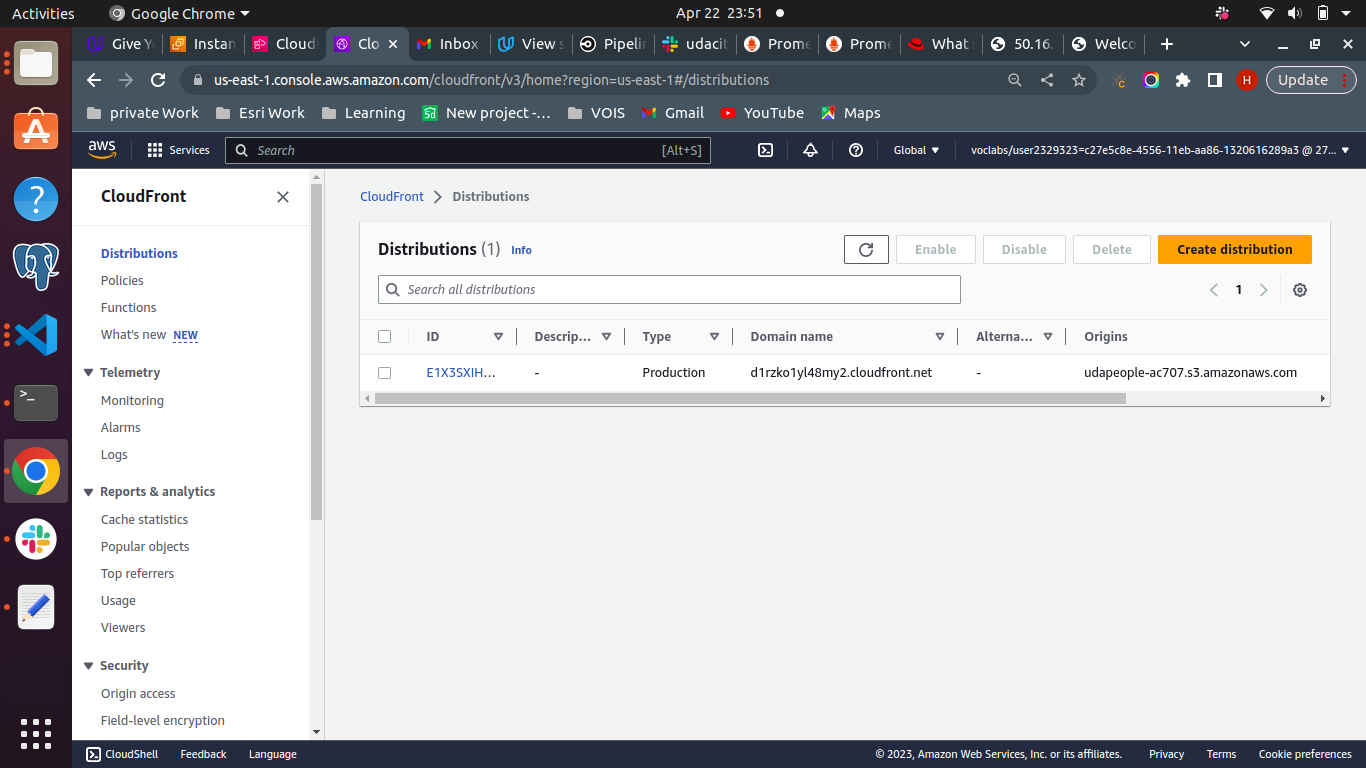 Activities Google Chrome Apr 22 23:51
Give Y Instan Cloud Clo Inbox View s Pipelin udacit Prome Prome What 50.16. Welco
us-east-1.console.aws.amazon.com/cloudfront/v3/home?region=us-east-1#/distributions H Update
private Work Esri Work Learning New project -... VOIS Gmail YouTube Maps
aws Services Search [Alt+S] Global voclabs/user2329323=c27e5c8e-4556-11eb-aa86-1320616289a3 @ 27...
CloudFront
Distributions
Policies
Functions
What's new NEW
Telemetry
Monitoring
Alarms
Logs
Reports & analytics
Cache statistics
Popular objects
Top referrers
Usage
Viewers
Security
Origin access
Field-level encryption
CloudFront Distributions
Distributions (1) Info Enable Disable Delete Create distribution
Search all distributions 1
ID Descrip... Type Domain name Alterna... Origins
E1X3SXIH... - Production d1rzko1yl48my2.cloudfront.net - udapeople-ac707.s3.amazonaws.com
CloudShell Feedback Language © 2023, Amazon Web Services, Inc. or its affiliates. Privacy Terms Cookie preferences